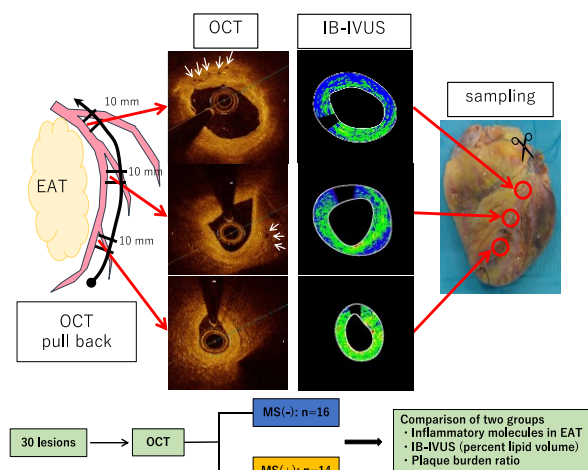 OCT
IB-IVUS
10 mm
sampling
EAT
10 mm
10 mm
OCT
pull back
MS(-): n=16
30 lesions
OCT
MS(+): n=14
Comparison of two groups
・Inflammatory molecules in EAT
・IB-IVUS (percent lipid volume)
・Plaque burden ratio